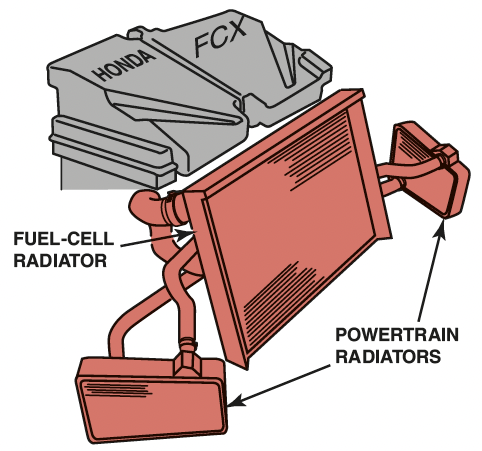 HONDA
FCX
FUEL-CELL
RADIATOR
POWERTRAIN
RADIATORS